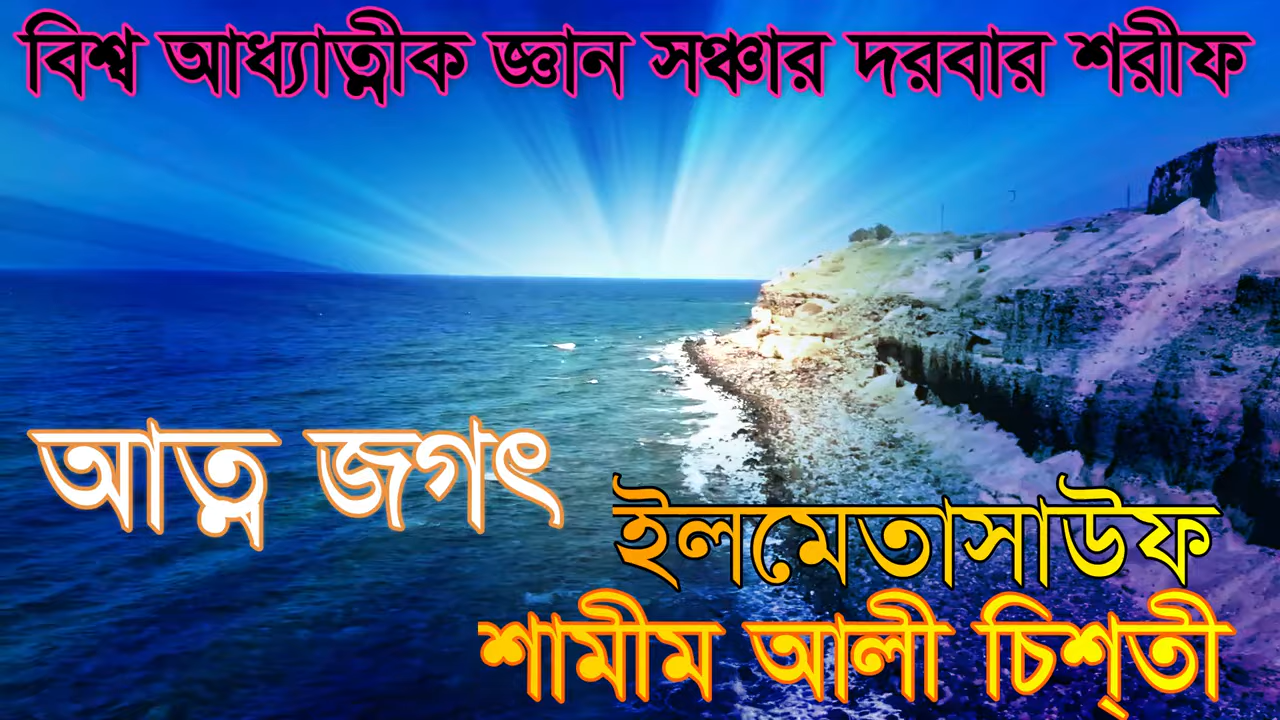 বিশ্ব আধ্যাত্নীক জ্ঞান সঞ্চার দরবার শরীফ
আত্ন জগৎ
ইলমেতাসাউফ
শামীম আলী চিশ্‌তী